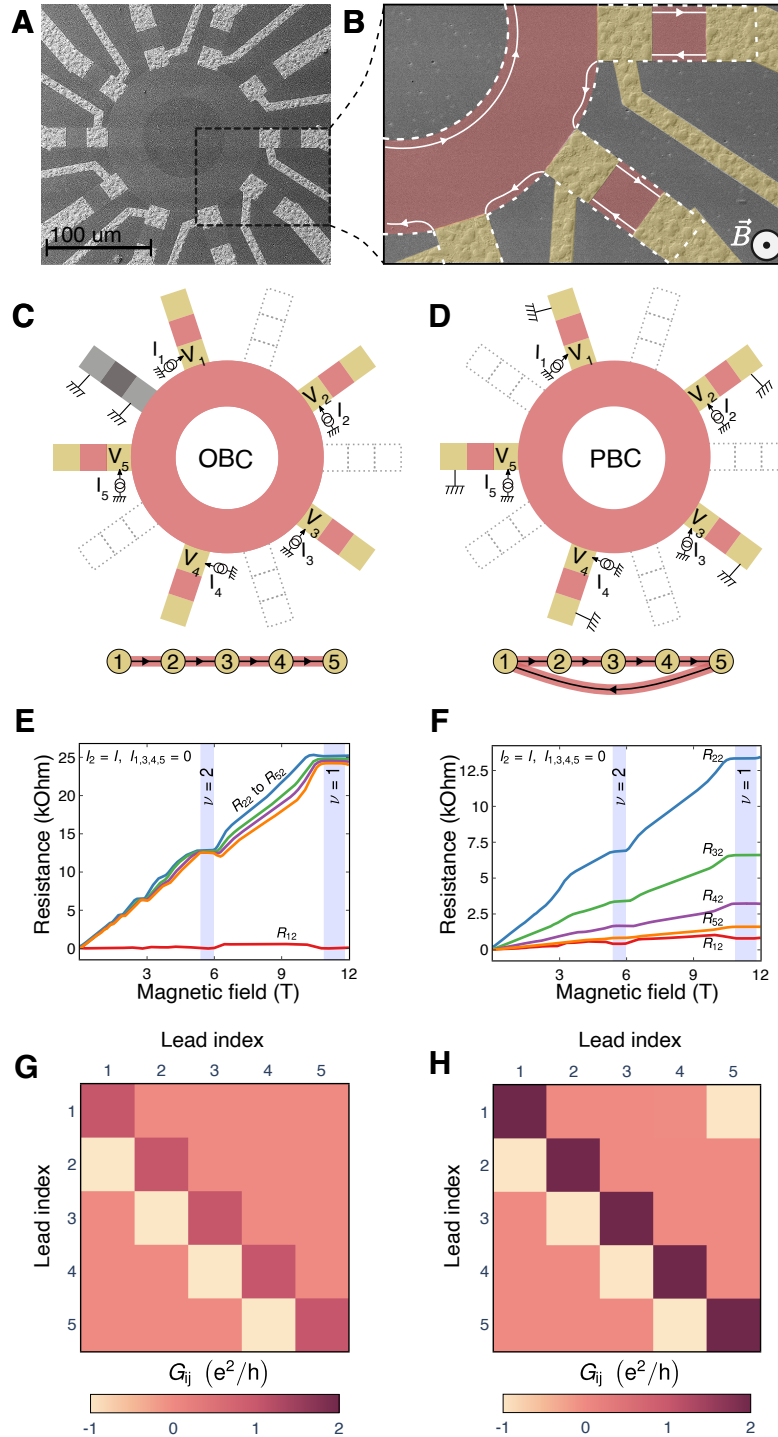 A
B
100 um
B
C
D
I1
V1
V2
I2
OBC
V5
I5
V3
I3
V4
I4
I1
V1
V2
I2
PBC
V5
I5
V3
I3
V4
I4
1 2 3 4 5
1 2 3 4 5
E
F
I2 = I, I1,3,4,5 = 0
R22 to R52
R12
ν = 2
ν = 1
Resistance (kOhm)
25
20
15
10
5
0
3 6 9 12
Magnetic field (T)
R22
R32
R42
R52
R12
ν = 2
ν = 1
Resistance (kOhm)
12.5
10
7.5
5
2.5
0
3 6 9 12
Magnetic field (T)
G
Lead index
1 2 3 4 5
Lead index
1
2
3
4
5
Gij (e²/h)
-1 0 1 2
H
Lead index
1 2 3 4 5
Lead index
1
2
3
4
5
Gij (e²/h)
-1 0 1 2